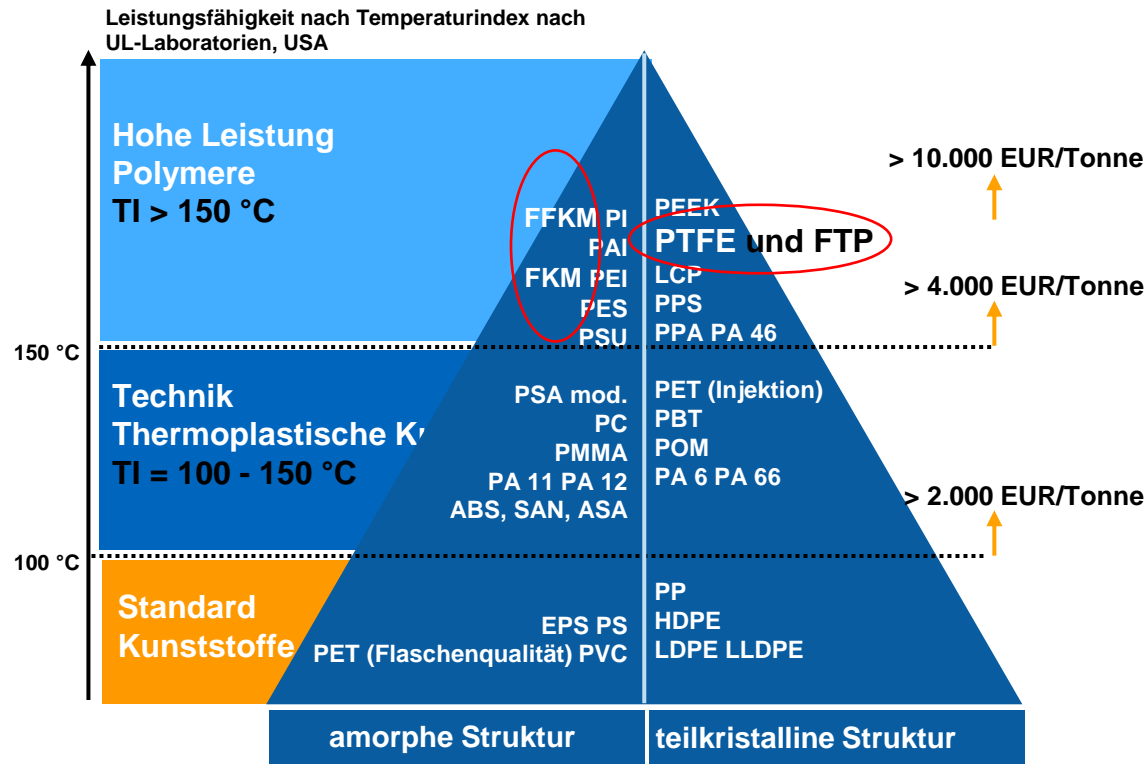 Leistungsfähigkeit nach Temperaturindex nach
UL-Laboratorien, USA
Hohe Leistung
Polymere
TI > 150 °C
FFKM PI
PAI
FKM PEI
PES
PSU
PEEK
PTFE und FTP
LCP
PPS
PPA PA 46
> 10.000 EUR/Tonne
> 4.000 EUR/Tonne
150 °C
Technik
Thermoplastische Ku
TI = 100 - 150 °C
PSA mod.
PC
PMMA
PA 11 PA 12
ABS, SAN, ASA
PET (Injektion)
PBT
POM
PA 6 PA 66
> 2.000 EUR/Tonne
100 °C
Standard
Kunststoffe
EPS PS
PET (Flaschenqualität) PVC
PP
HDPE
LDPE LLDPE
amorphe Struktur
teilkristalline Struktur